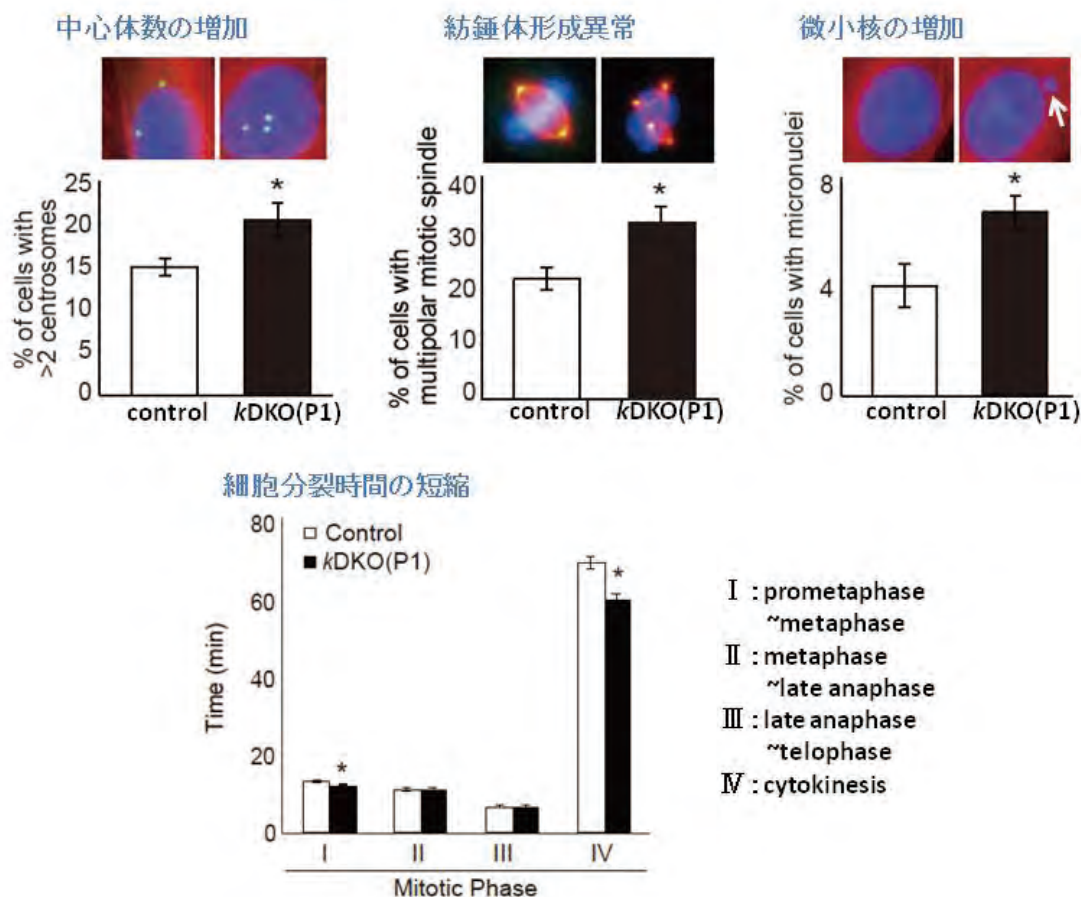 中心体数の増加
% of cells with
>2 centrosomes
25
20
15
10
5
0
*
control
kDKO(P1)
紡錘体形成異常
% of cells with
multipolar mitotic spindle
40
30
20
10
0
*
control
kDKO(P1)
微小核の増加
% of cells with micronuclei
8
4
0
*
control
kDKO(P1)
細胞分裂時間の短縮
Time (min)
80
60
40
20
0
Control
kDKO(P1)
*
*
I
II
III
IV
Mitotic Phase
Ⅰ : prometaphase
~metaphase
Ⅱ : metaphase
~late anaphase
Ⅲ : late anaphase
~telophase
Ⅳ : cytokinesis